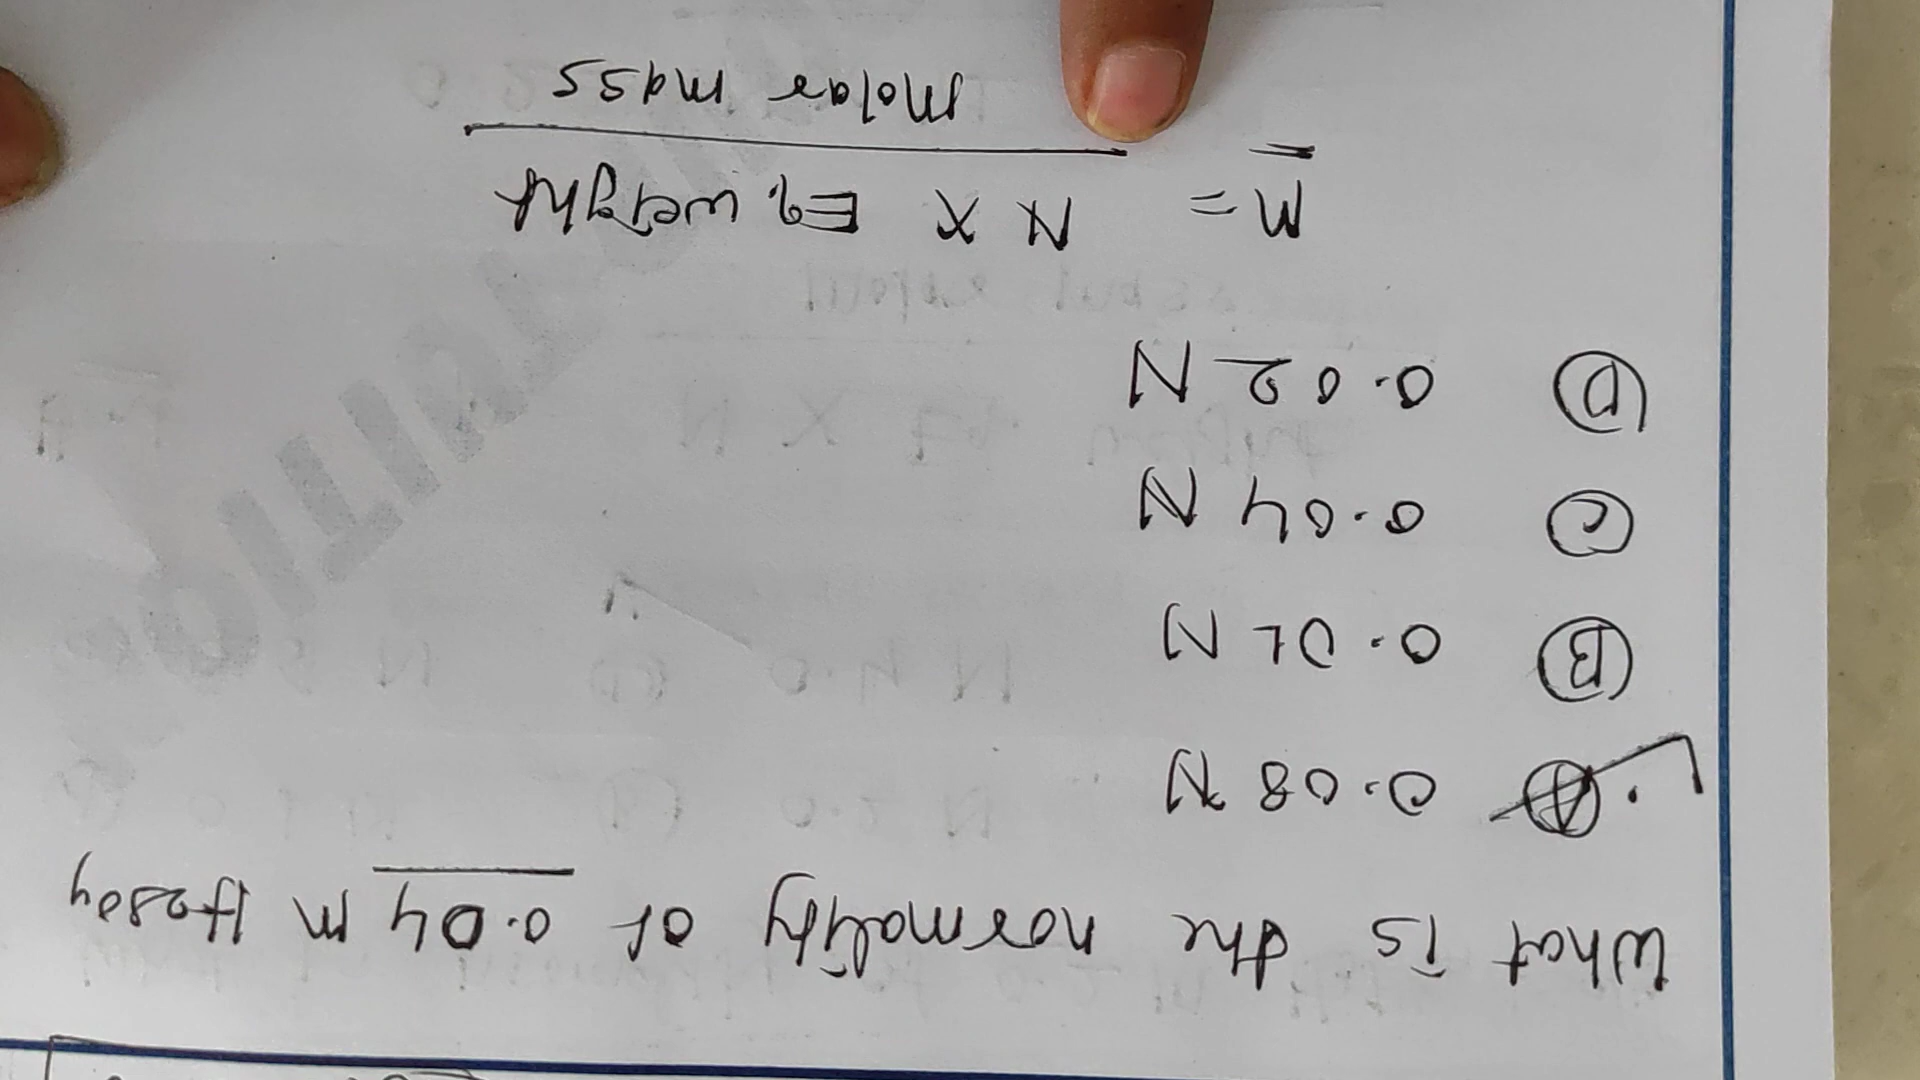 What is the normality of 0.04 M H2SO4
(A) 0.08 N
(B) 0.01 N
(C) 0.04 N
(D) 0.02 N
M = N X Eq. weight
Molar mass